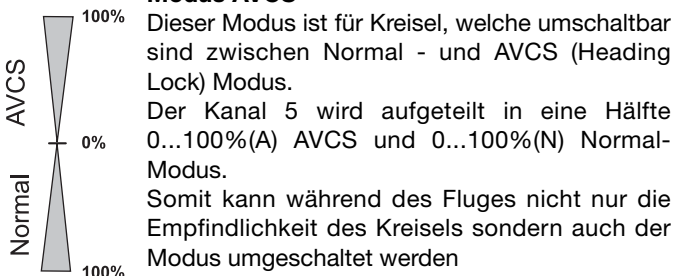 Modus AVCS
100%
Dieser Modus ist für Kreisel, welche umschaltbar
sind zwischen Normal - und AVCS (Heading
Lock) Modus.
Der Kanal 5 wird aufgeteilt in eine Hälfte
0...100%(A) AVCS und 0...100%(N) Normal-
Modus.
Somit kann während des Fluges nicht nur die
Empfindlichkeit des Kreisels sondern auch der
Modus umgeschaltet werden
AVCS
0%
Normal
100%